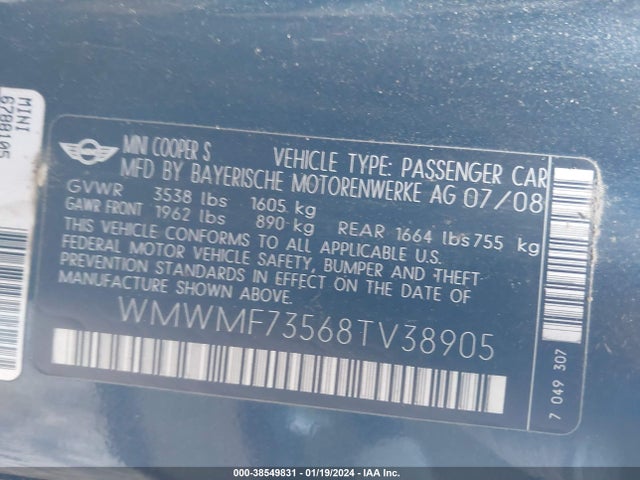 MINI
6788105
MINI COOPER S VEHICLE TYPE: PASSENGER CAR
MFD BY BAYERISCHE MOTORENWERKE AG 07/08
GVWR 3538 lbs 1605 kg
GAWR FRONT 1962 lbs 890 kg REAR 1664 lbs 755 kg
THIS VEHICLE CONFORMS TO ALL APPLICABLE U.S.
FEDERAL MOTOR VEHICLE SAFETY, BUMPER AND THEFT
PREVENTION STANDARDS IN EFFECT ON THE DATE OF
MANUFACTURE SHOWN ABOVE.
WMWMF73568TV38905
7 049 307
000-38549831 - 01/19/2024 - IAA Inc.